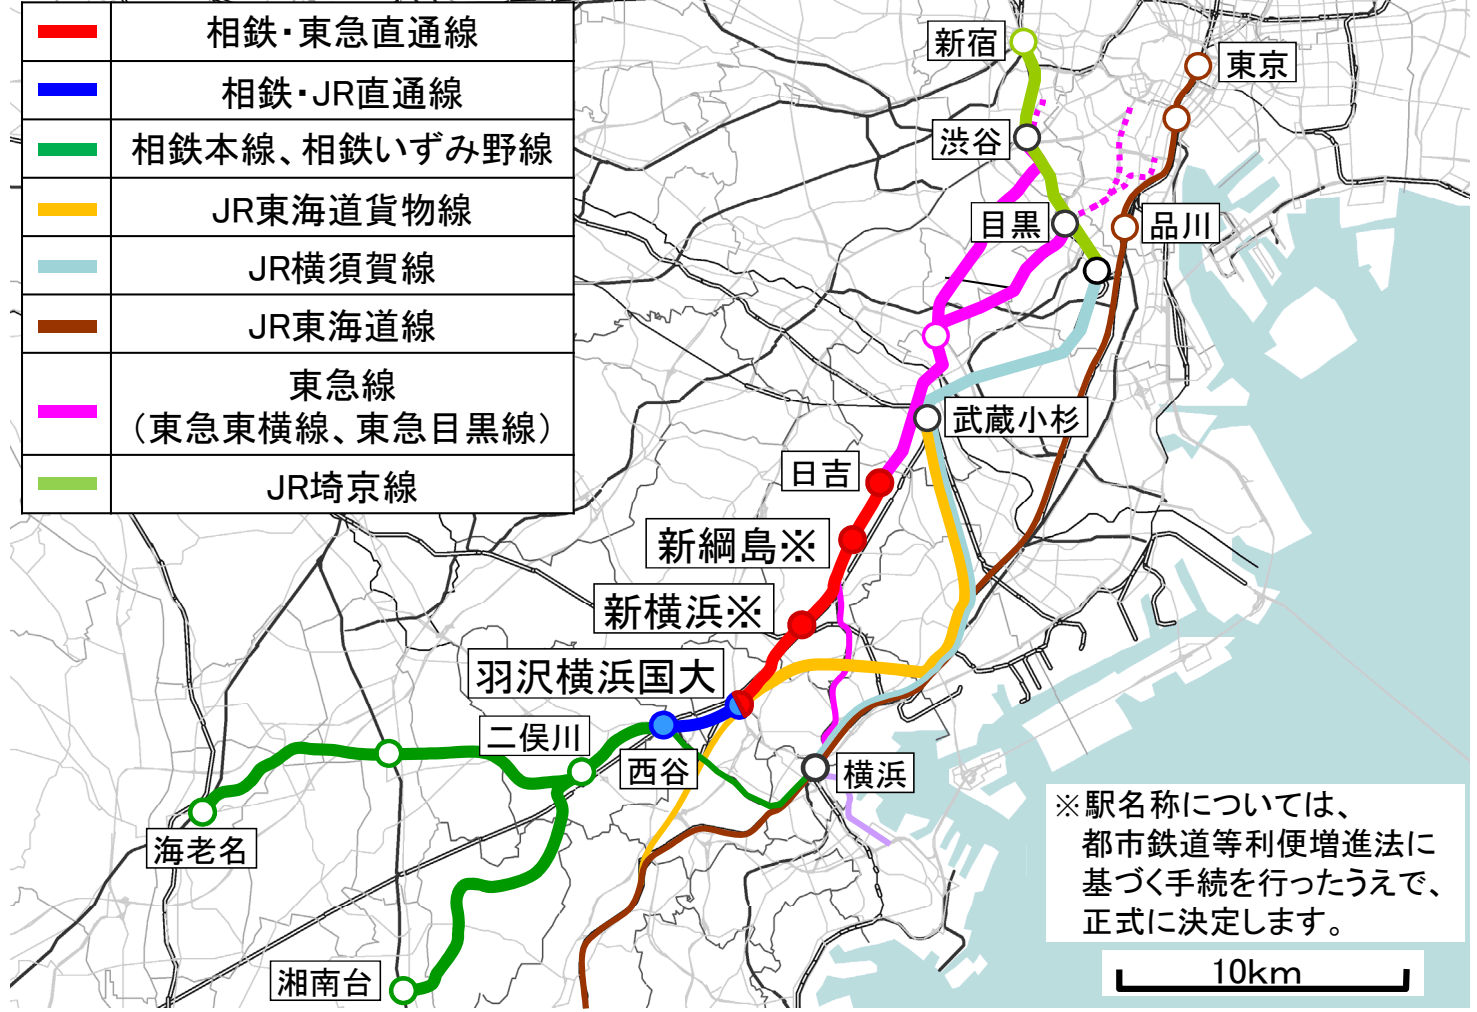 相鉄・東急直通線
相鉄・JR直通線
相鉄本線、相鉄いずみ野線
JR東海道貨物線
JR横須賀線
JR東海道線
東急線
（東急東横線、東急目黒線）
JR埼京線
新宿
東京
渋谷
目黒
品川
武蔵小杉
日吉
新綱島※
新横浜※
羽沢横浜国大
二俣川
西谷
横浜
海老名
湘南台
※駅名称については、
都市鉄道等利便増進法に
基づく手続を行ったうえで、
正式に決定します。
10km